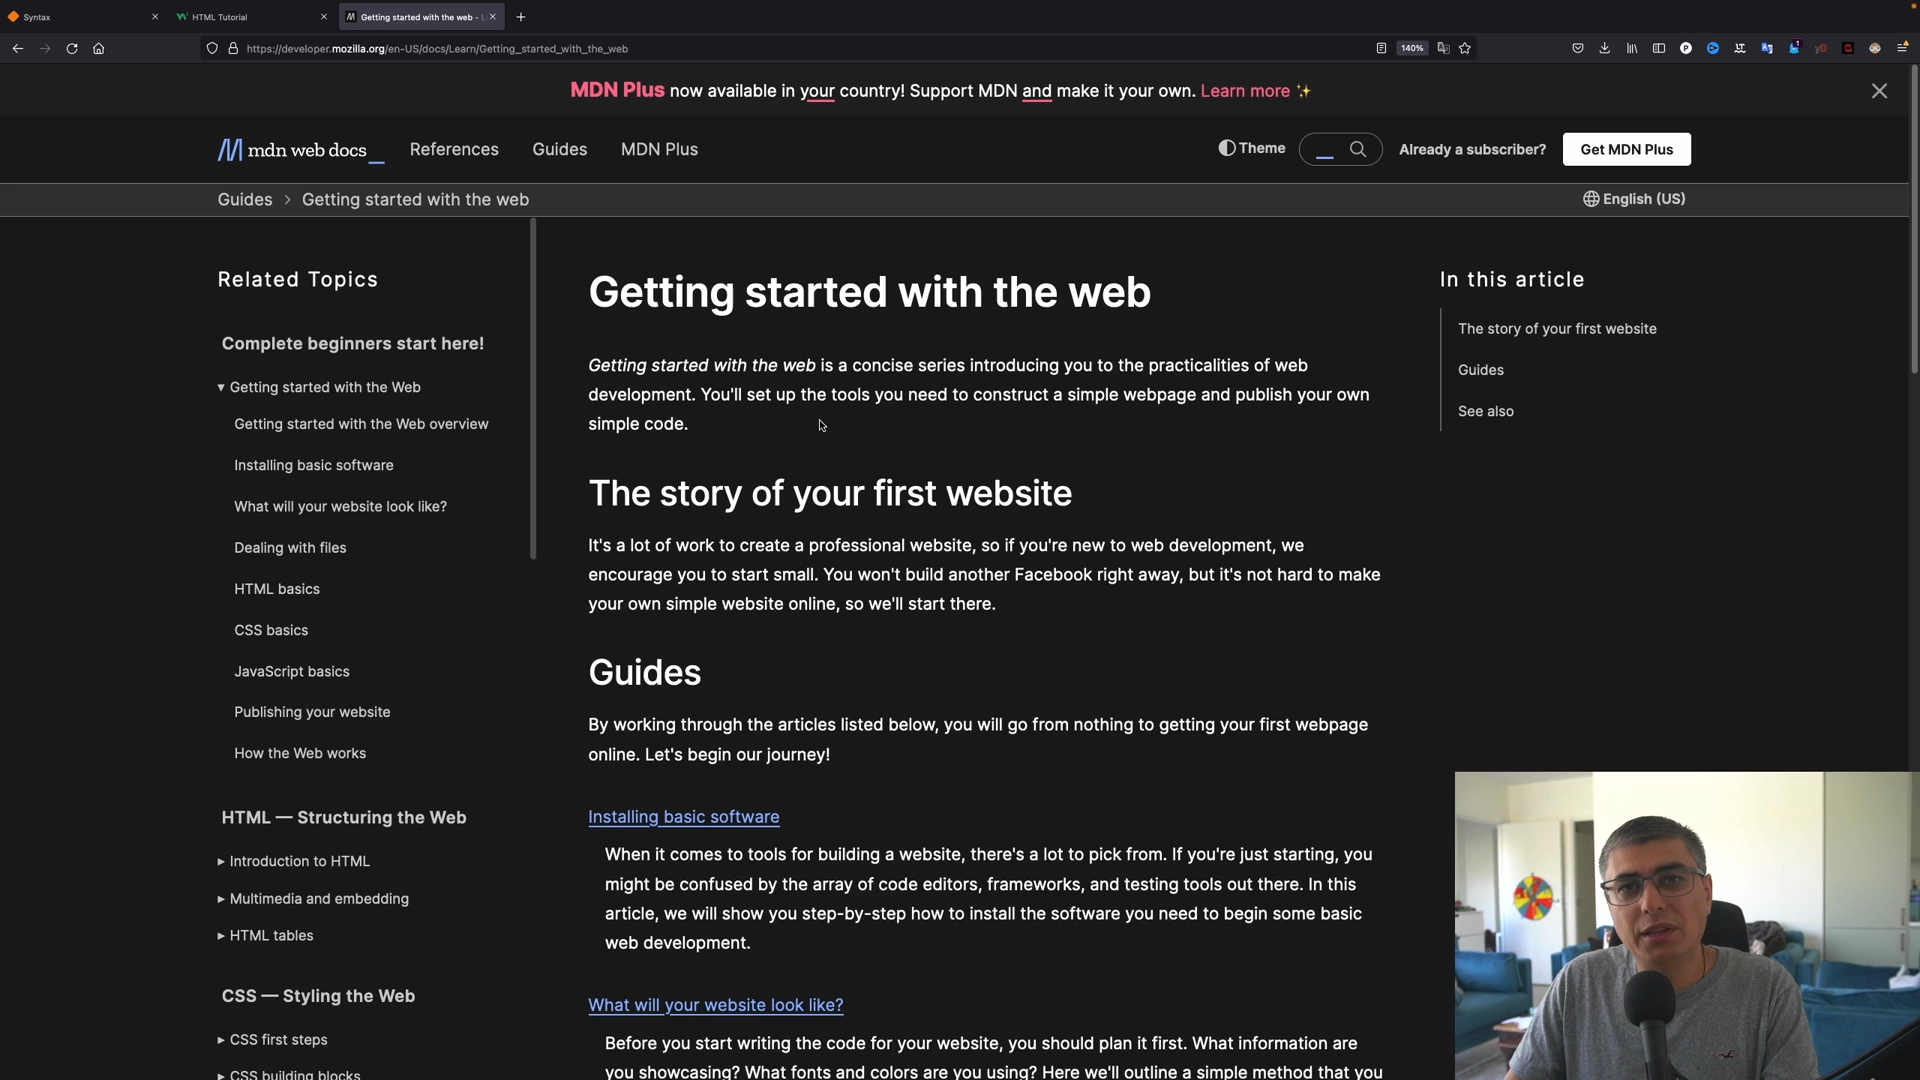 Syntax
HTML Tutorial
Getting started with the web -
https://developer.mozilla.org/en-US/docs/Learn/Getting_started_with_the_web
140%
MDN Plus now available in your country! Support MDN and make it your own. Learn more ✨
mdn web docs_
References
Guides
MDN Plus
Theme
Already a subscriber?
Get MDN Plus
Guides > Getting started with the web
English (US)
Related Topics
Complete beginners start here!
▾ Getting started with the Web
Getting started with the Web overview
Installing basic software
What will your website look like?
Dealing with files
HTML basics
CSS basics
JavaScript basics
Publishing your website
How the Web works
HTML — Structuring the Web
▸ Introduction to HTML
▸ Multimedia and embedding
▸ HTML tables
CSS — Styling the Web
▸ CSS first steps
▸ CSS building blocks
Getting started with the web
Getting started with the web is a concise series introducing you to the practicalities of web
development. You'll set up the tools you need to construct a simple webpage and publish your own
simple code.
The story of your first website
It's a lot of work to create a professional website, so if you're new to web development, we
encourage you to start small. You won't build another Facebook right away, but it's not hard to make
your own simple website online, so we'll start there.
Guides
By working through the articles listed below, you will go from nothing to getting your first webpage
online. Let's begin our journey!
Installing basic software
When it comes to tools for building a website, there's a lot to pick from. If you're just starting, you
might be confused by the array of code editors, frameworks, and testing tools out there. In this
article, we will show you step-by-step how to install the software you need to begin some basic
web development.
What will your website look like?
Before you start writing the code for your website, you should plan it first. What information are
you showcasing? What fonts and colors are you using? Here we'll outline a simple method that you
In this article
The story of your first website
Guides
See also